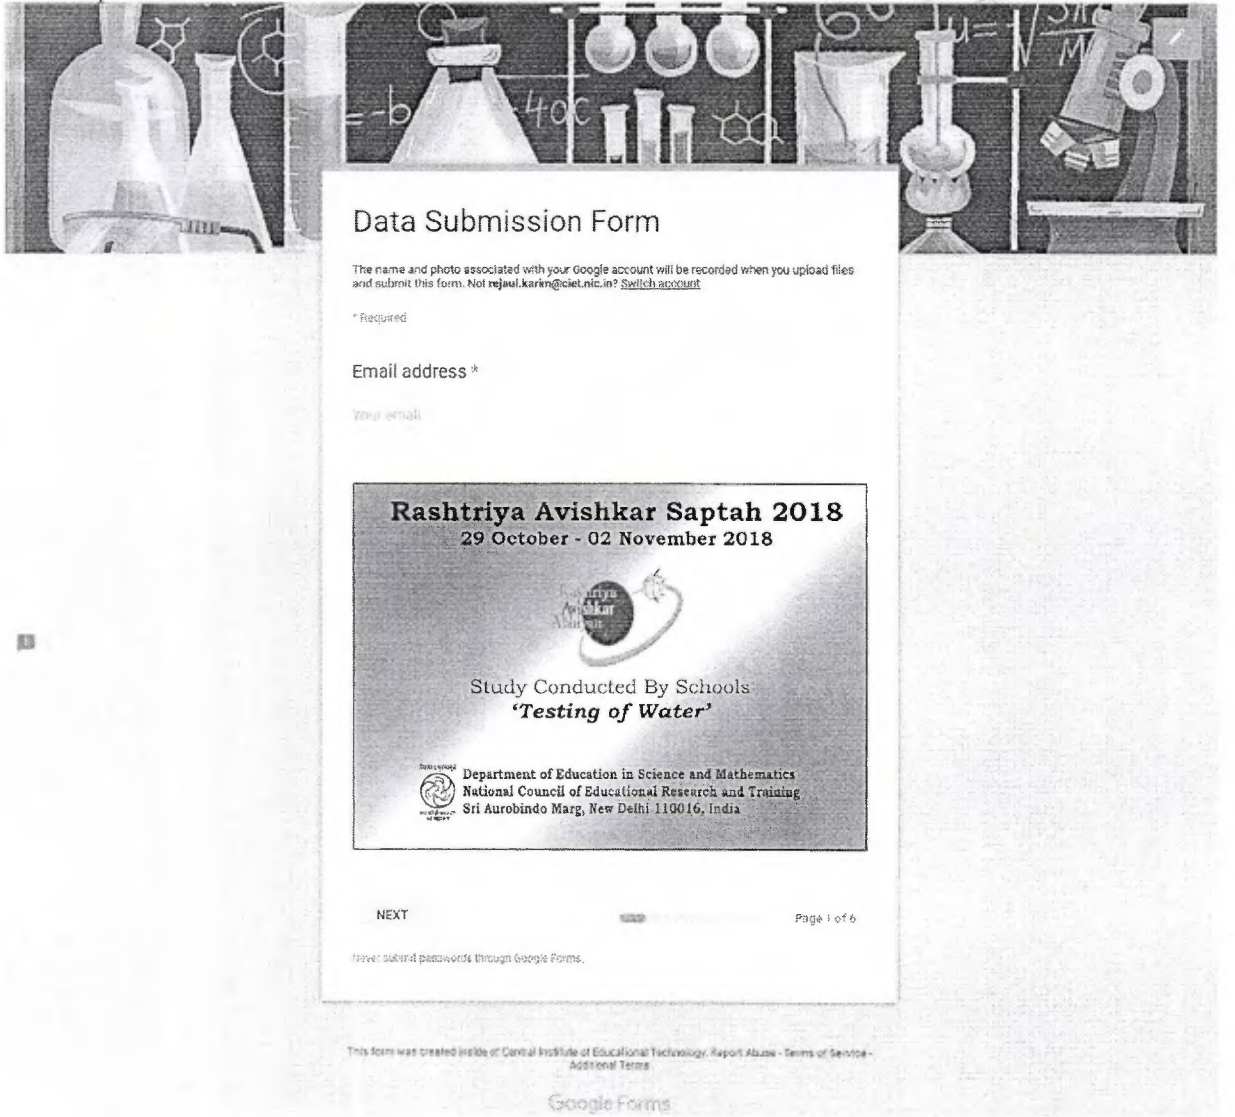 =-b
-40c
Data Submission Form
The name and photo associated with your Google account will be recorded when you upload files
and submit this form. Not rejaul.karim@ciet.nic.in? Switch account
* Required
Email address *
Your email
Rashtriya Avishkar Saptah 2018
29 October - 02 November 2018
Rashtriya
Avishkar
Abhiyan
Study Conducted By Schools
'Testing of Water'
Department of Education in Science and Mathematics
National Council of Educational Research and Training
Sri Aurobindo Marg, New Delhi 110016, India
NEXT
Page 1 of 6
Never submit passwords through Google Forms.
This form was created inside of Central Institute of Educational Technology. Report Abuse - Terms of Service -
Additional Terms
Google Forms